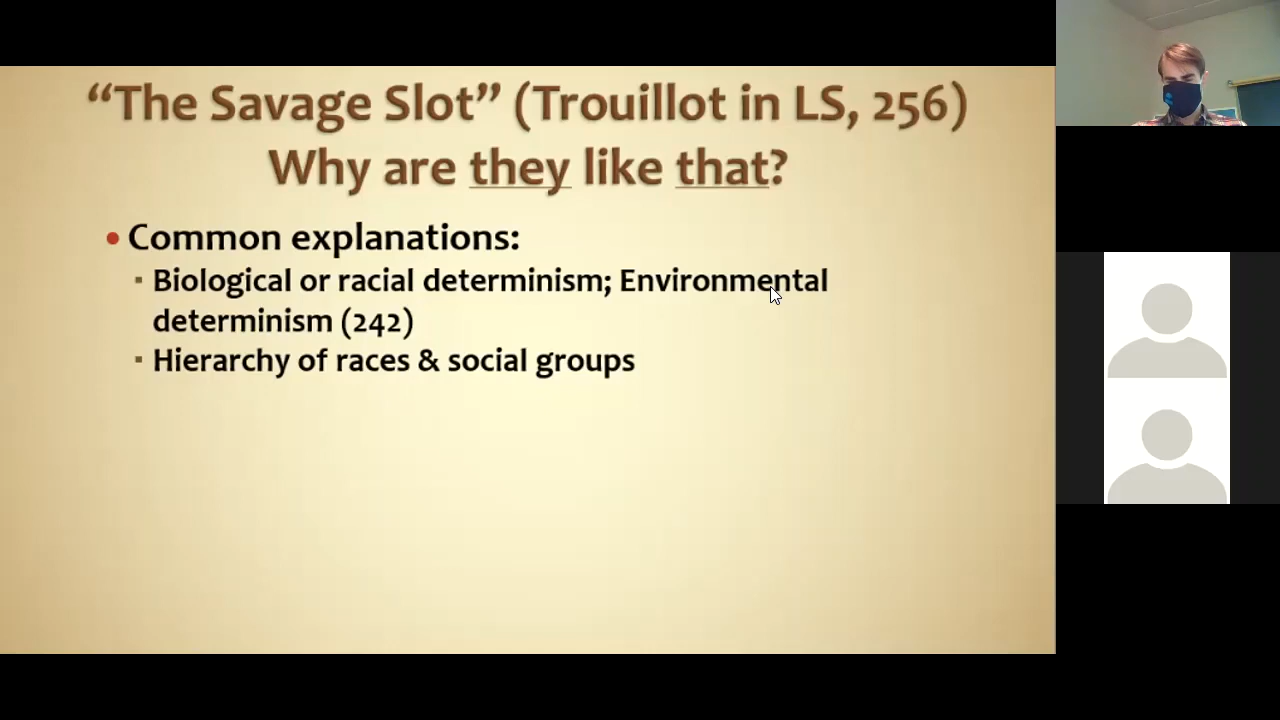 “The Savage Slot” (Trouillot in LS, 256)
Why are they like that?
• Common explanations:
▪ Biological or racial determinism; Environmental
determinism (242)
▪ Hierarchy of races & social groups